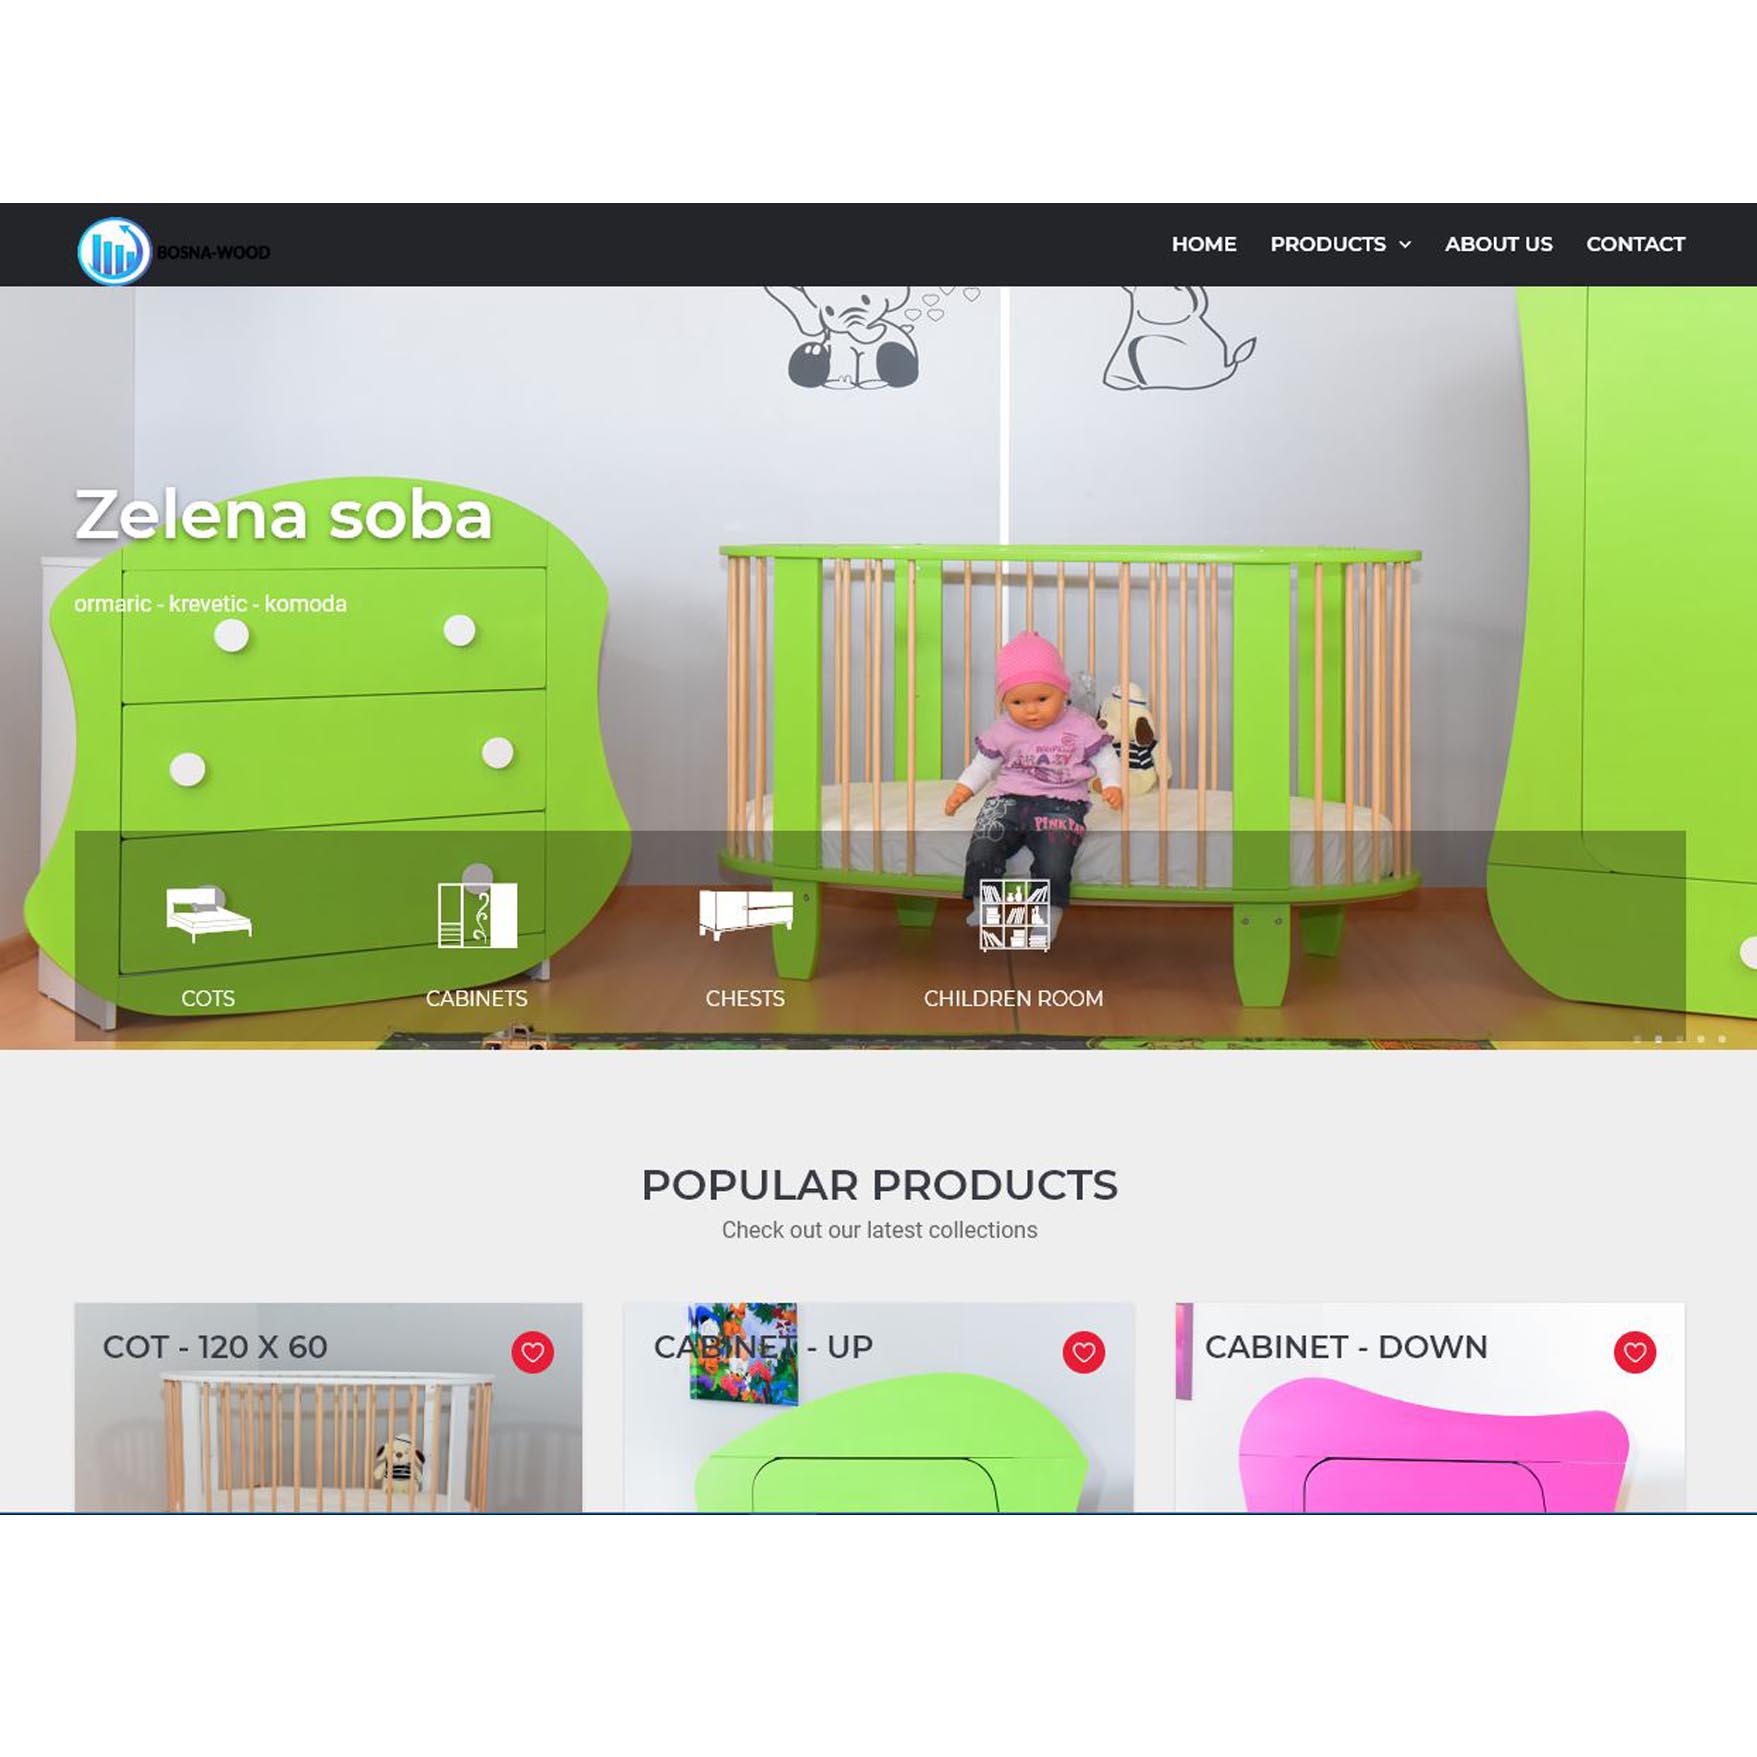 BOSNA-WOOD
HOME PRODUCTS ABOUT US CONTACT
Zelena soba
ormaric - krevetic - komoda
PINK
COTS CABINETS CHESTS CHILDREN ROOM
POPULAR PRODUCTS
Check out our latest collections
COT - 120 X 60
CABINET - UP
CABINET - DOWN